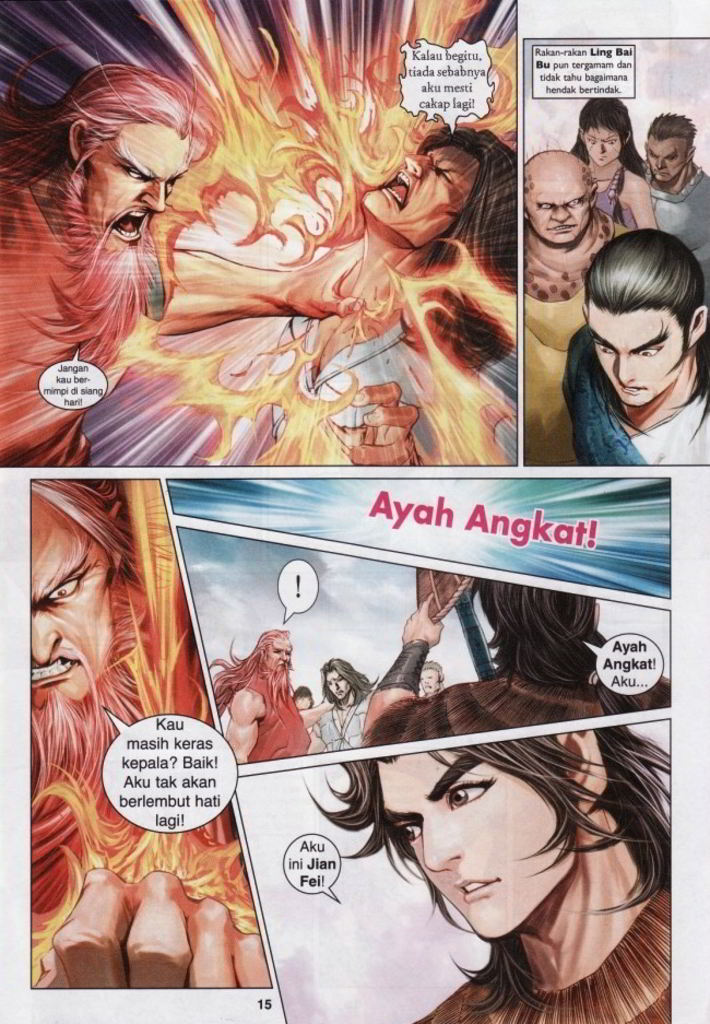 Kalau begitu,
tiada sebabnya
aku mesti
cakap lagi!
Jangan
kau ber-
mimpi di siang
hari!
Rakan-rakan Ling Bai
Bu pun tergamam dan
tidak tahu bagaimana
hendak bertindak.
Ayah Angkat!
!
Ayah
Angkat!
Aku...
Kau
masih keras
kepala? Baik!
Aku tak akan
berlembut hati
lagi!
Aku
ini Jian
Fei!
15